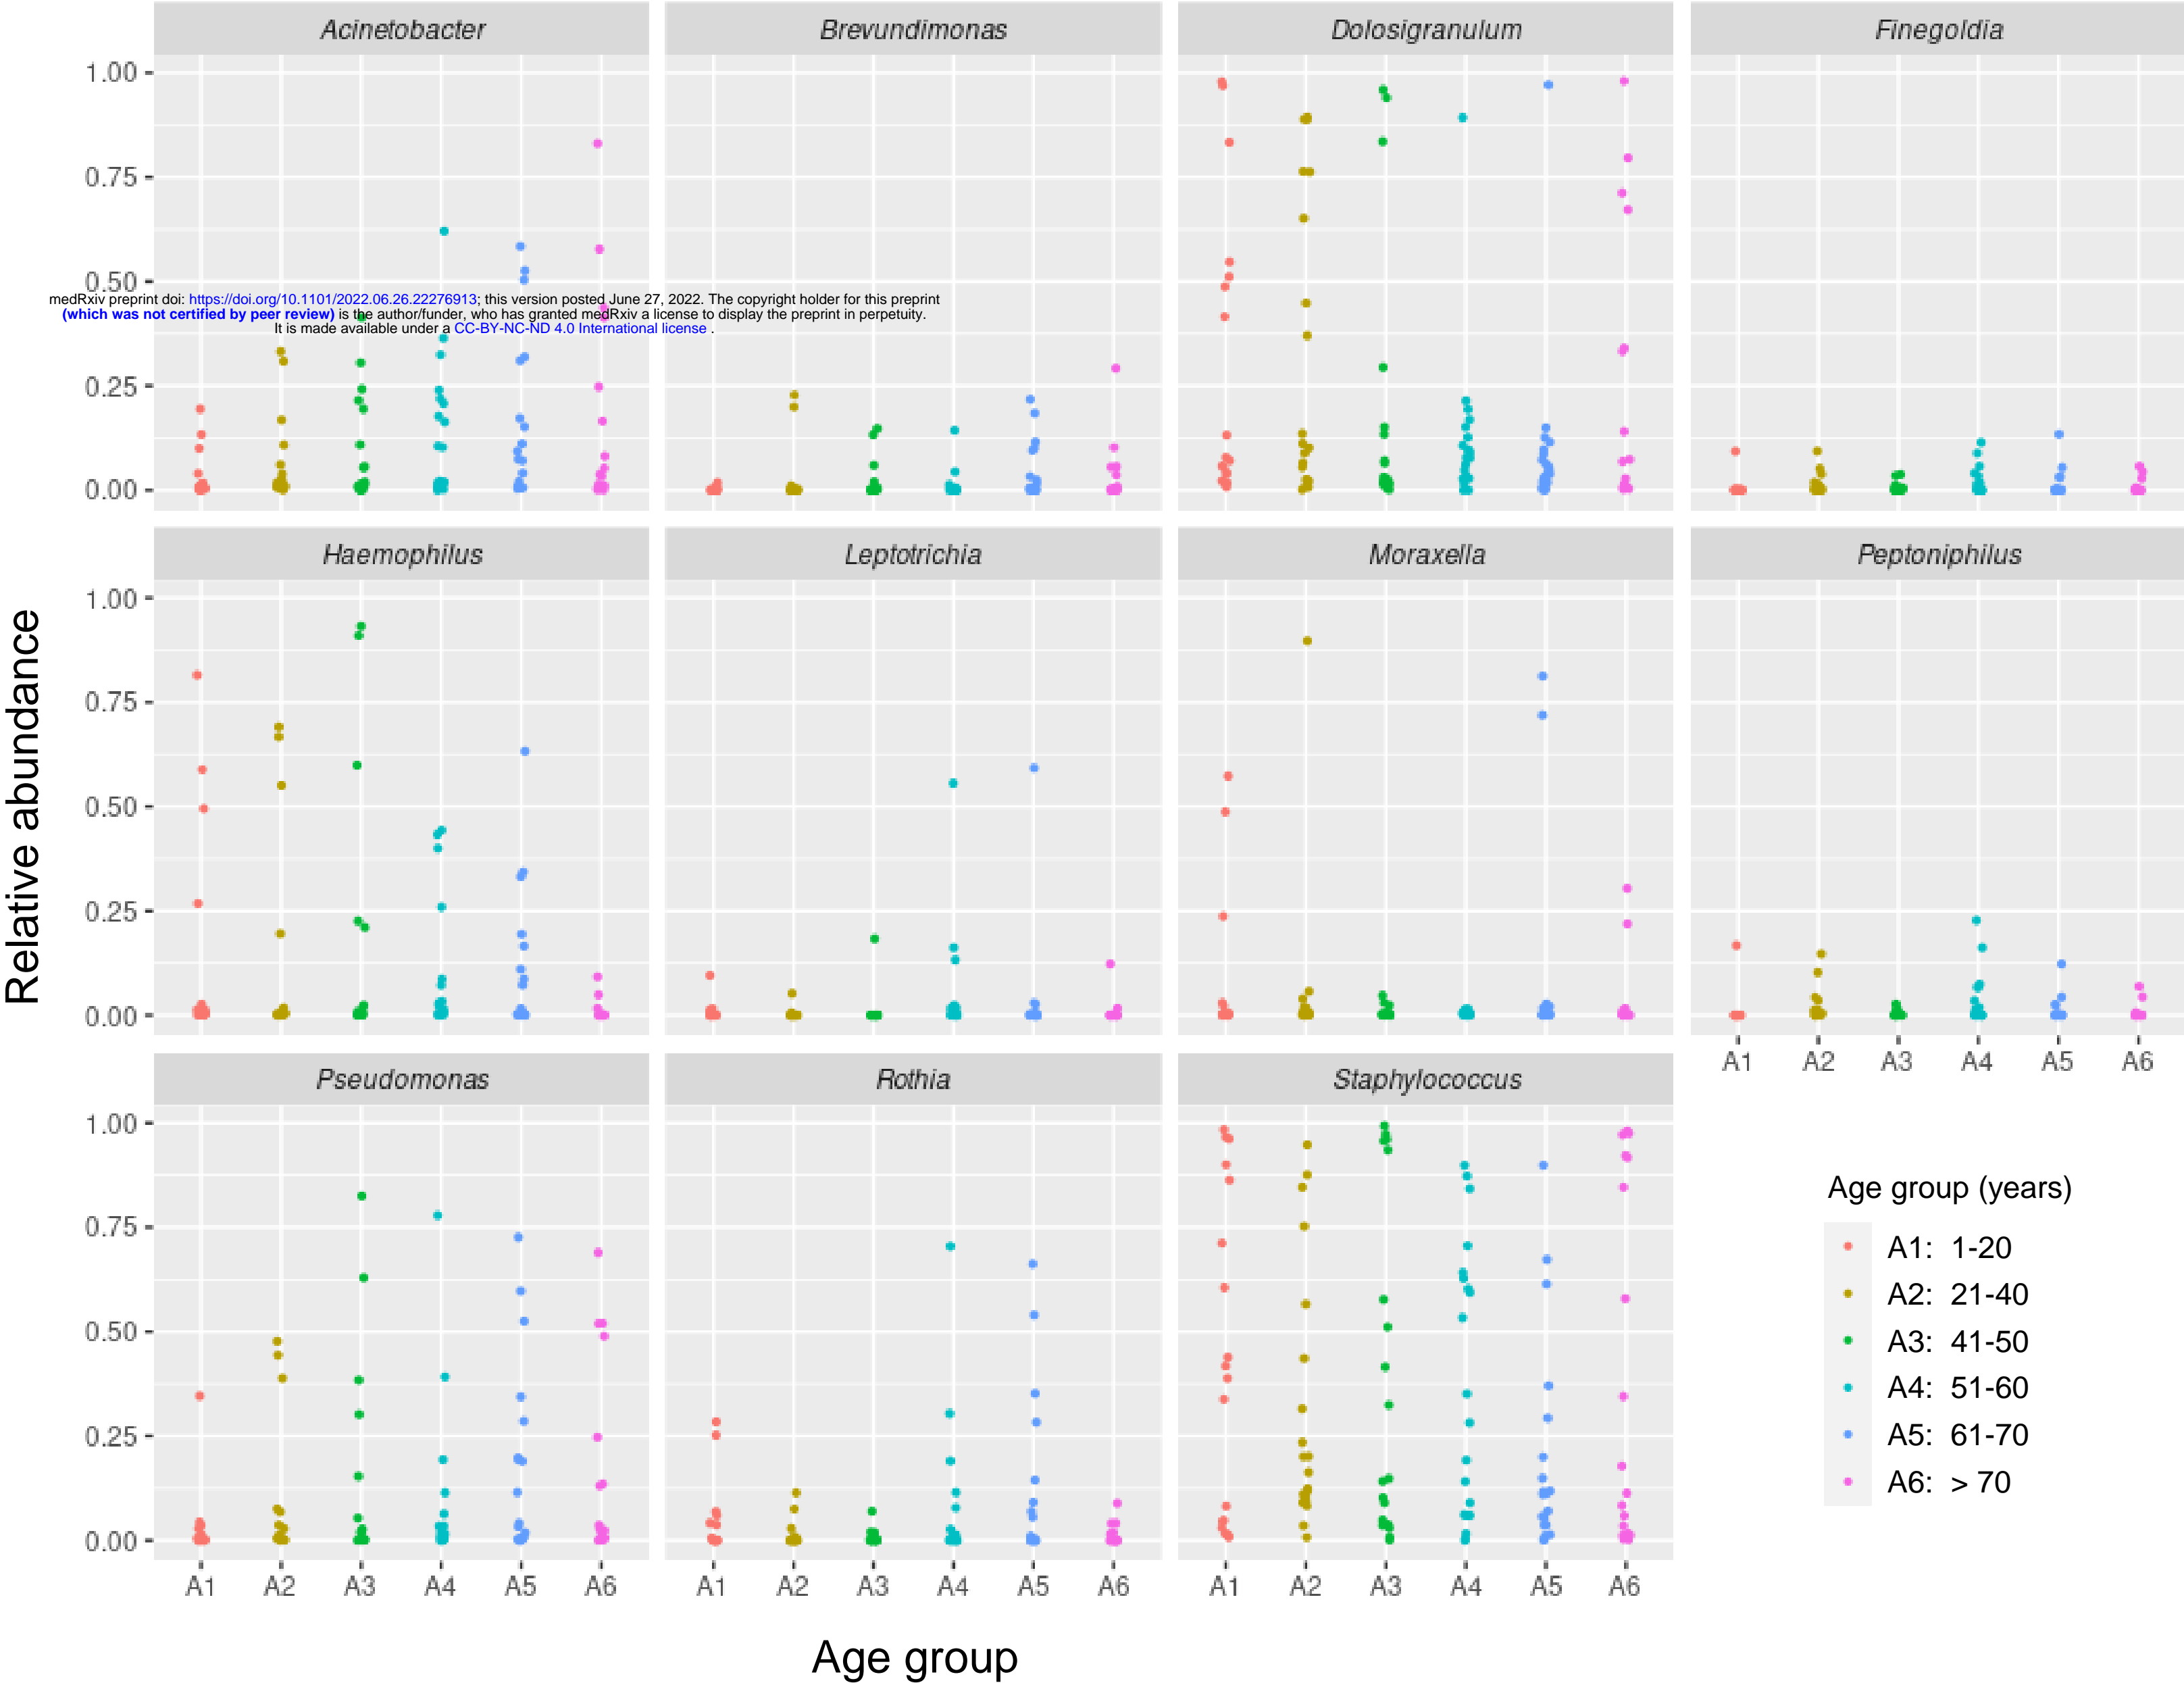 Acinetobacter Brevundimonas Dolosigranulum Finegoldia
1.00
0.75
0.50
medRxiv preprint doi: https://doi.org/10.1101/2022.06.26.22276913; this version posted June 27, 2022. The copyright holder for this preprint
(which was not certified by peer review) is the author/funder, who has granted medRxiv a license to display the preprint in perpetuity.
It is made available under a CC-BY-NC-ND 4.0 International license .
0.25
0.00
Haemophilus Leptotrichia Moraxella Peptoniphilus
1.00
0.75
0.50
0.25
0.00
Relative abundance
A1 A2 A3 A4 A5 A6
Pseudomonas Rothia Staphylococcus
1.00
0.75
0.50
0.25
0.00
A1 A2 A3 A4 A5 A6 A1 A2 A3 A4 A5 A6 A1 A2 A3 A4 A5 A6
Age group (years)
A1: 1-20
A2: 21-40
A3: 41-50
A4: 51-60
A5: 61-70
A6: > 70
Age group